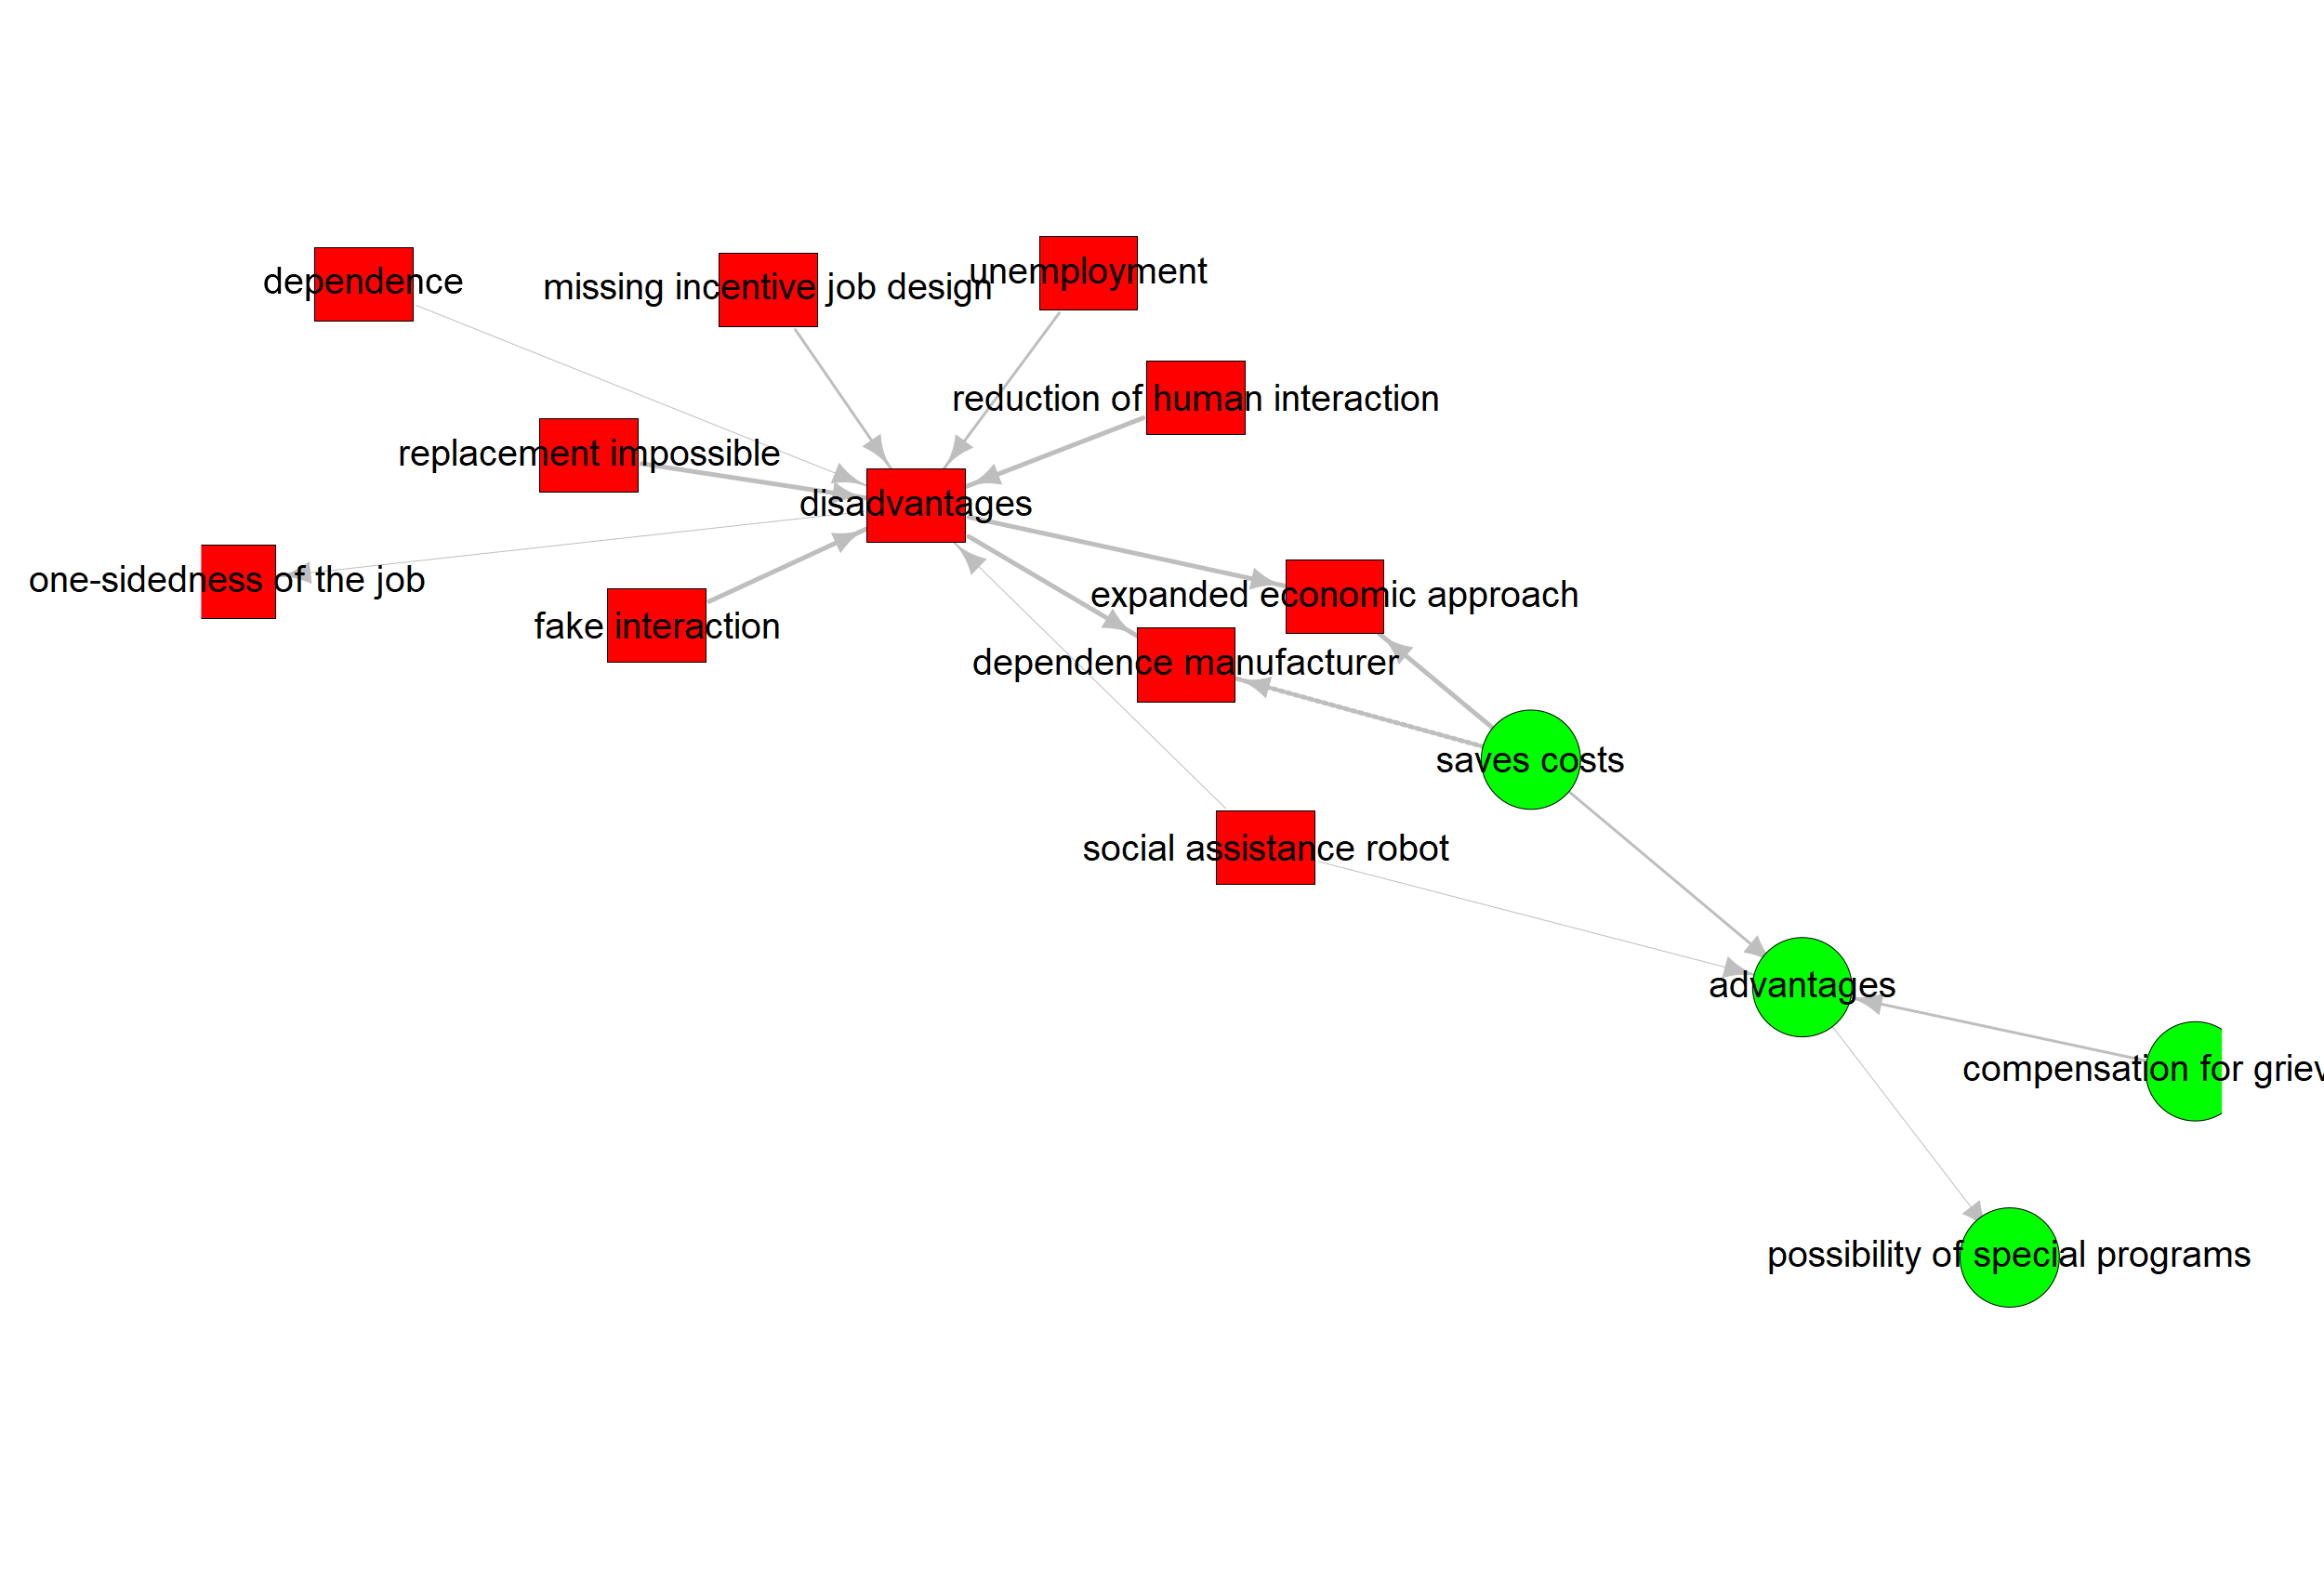 unemployment
dependence
missing incentive job design
reduction of human interaction
replacement impossible
disadvantages
one-sidedness of the job
expanded economic approach
fake interaction
dependence manufacturer
saves costs
social assistance robot
advantages
compensation for griev
possibility of special programs